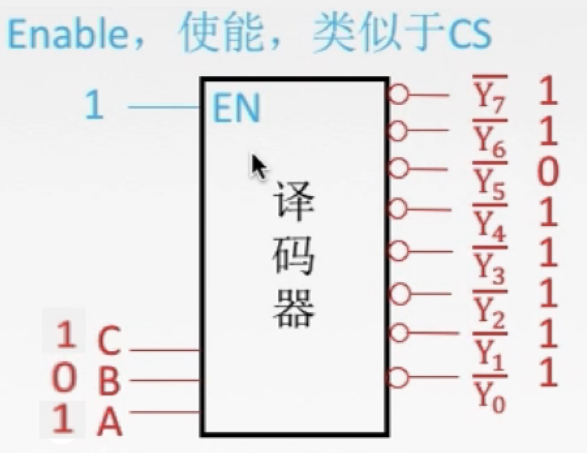 Enable，使能，类似于CS
1 EN
译
码
器
1 C
0 B
1 A
$\overline{Y_7}$ 1
$\overline{Y_6}$ 1
$\overline{Y_5}$ 0
$\overline{Y_4}$ 1
$\overline{Y_3}$ 1
$\overline{Y_2}$ 1
$\overline{Y_1}$ 1
$\overline{Y_0}$ 1